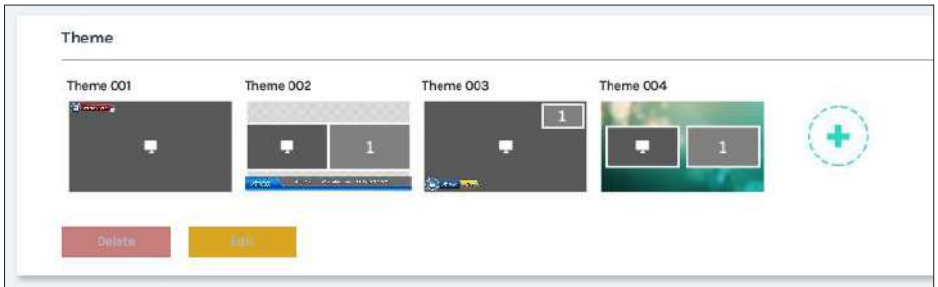 Theme
Theme 001 Theme 002 Theme 003 Theme 004
1
1 1
Delete Edit